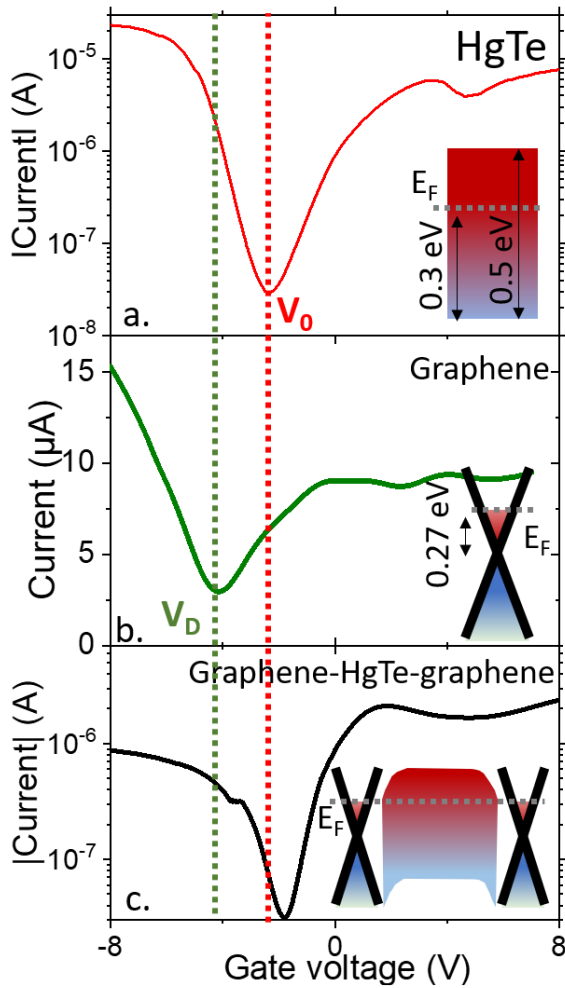 HgTe
10⁻⁵
10⁻⁶
10⁻⁷
10⁻⁸
|Current| (A)
E_F
0.3 eV
0.5 eV
a.
V₀
Graphene
15
10
5
0
Current (µA)
0.27 eV
E_F
V_D
b.
Graphene-HgTe-graphene
10⁻⁶
10⁻⁷
|Current| (A)
E_F
c.
-8
0
8
Gate voltage (V)